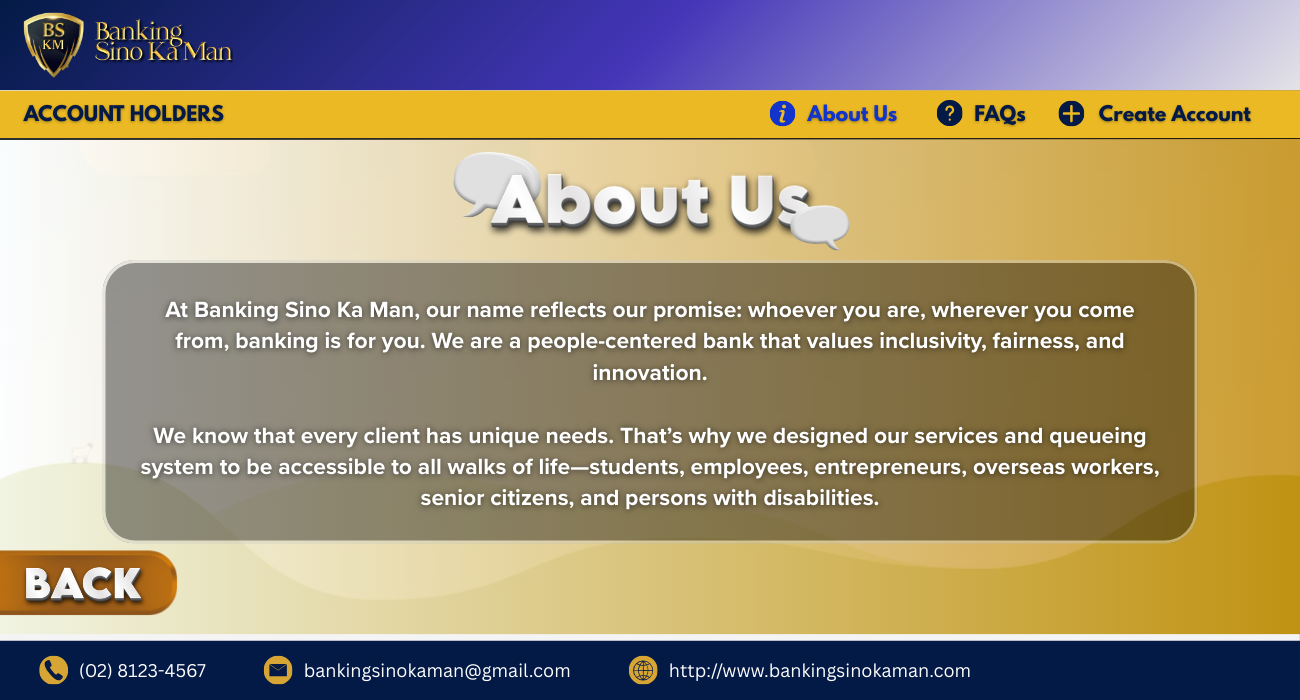 BS
KM
Banking
Sino Ka Man
ACCOUNT HOLDERS
i About Us
? FAQs
Create Account
About Us
At Banking Sino Ka Man, our name reflects our promise: whoever you are, wherever you come
from, banking is for you. We are a people-centered bank that values inclusivity, fairness, and
innovation.
We know that every client has unique needs. That’s why we designed our services and queueing
system to be accessible to all walks of life—students, employees, entrepreneurs, overseas workers,
senior citizens, and persons with disabilities.
BACK
(02) 8123-4567
bankingsinokaman@gmail.com
http://www.bankingsinokaman.com